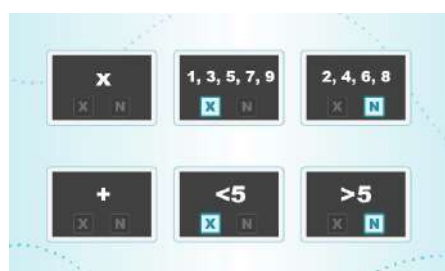 X
1, 3, 5, 7, 9
2, 4, 6, 8
X N
X N
X N
+
<5
>5
X N
X N
X N